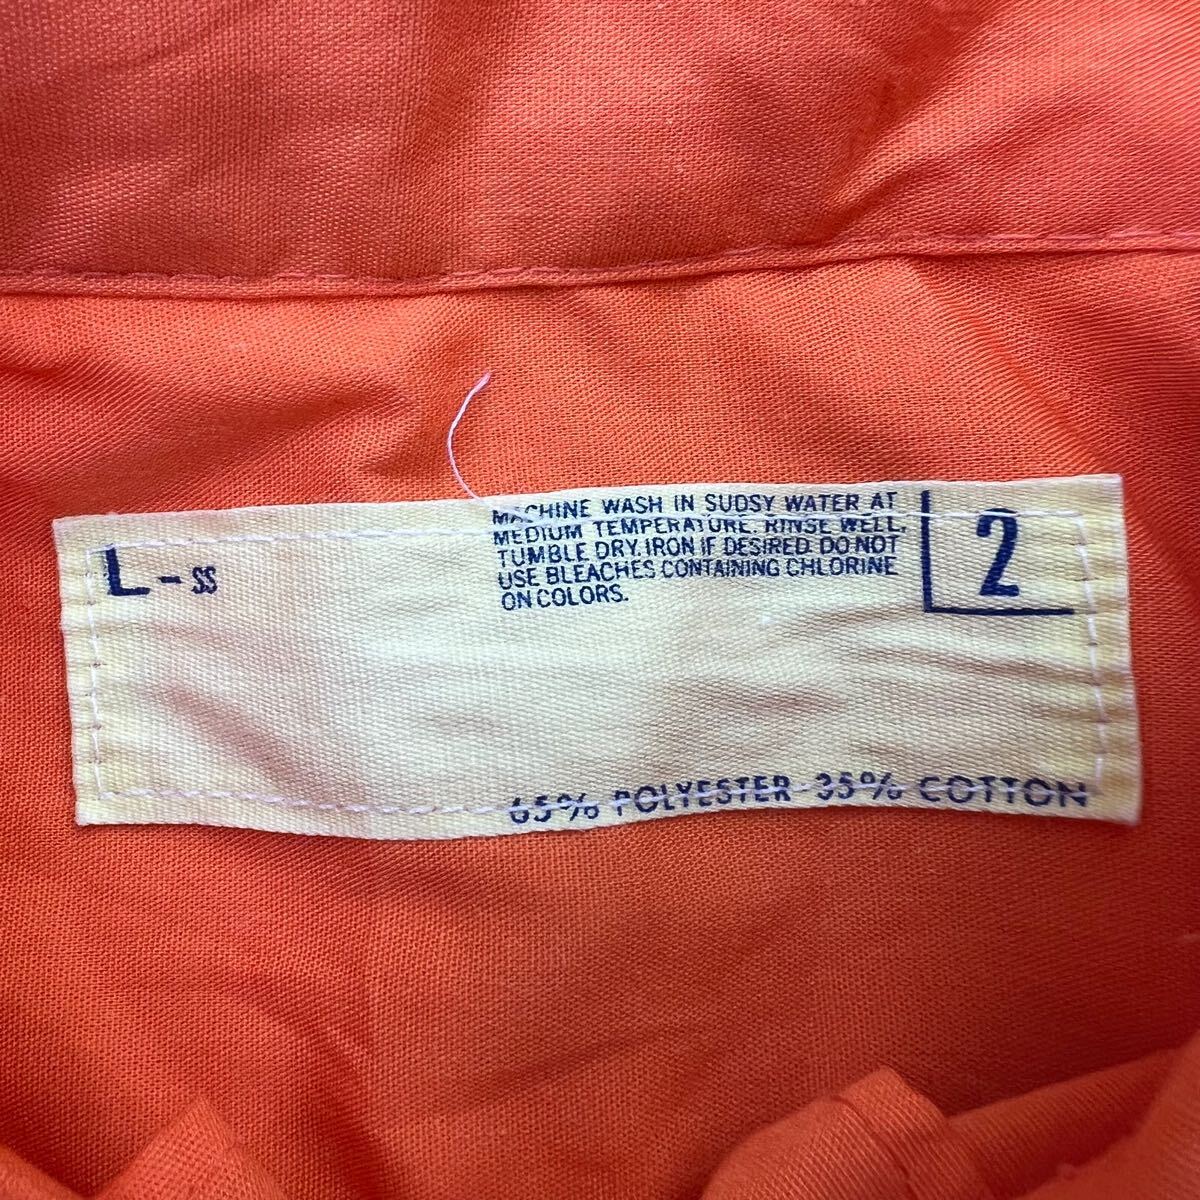 L - SS
MACHINE WASH IN SUDSY WATER AT
MEDIUM TEMPERATURE. RINSE WELL.
TUMBLE DRY. IRON IF DESIRED. DO NOT
USE BLEACHES CONTAINING CHLORINE
ON COLORS.
2
65% POLYESTER - 35% COTTON